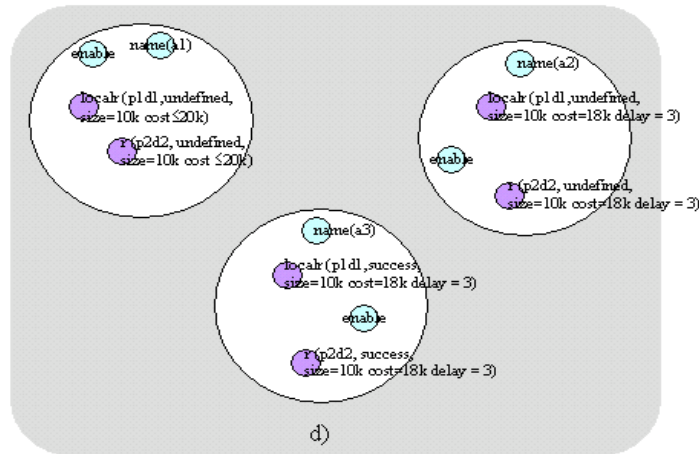 enable
name(a1)
localr (p1d1,undefined,
size=10k cost≤20k)
r (p2d2, undefined,
size=10k cost ≤20k)
name(a2)
localr (p1d1,undefined,
size=10k cost=18k delay = 3)
enable
r (p2d2, undefined,
size=10k cost=18k delay = 3)
name(a3)
localr (p1d1,success,
size=10k cost=18k delay = 3)
enable
r (p2d2, success,
size=10k cost=18k delay = 3)
d)